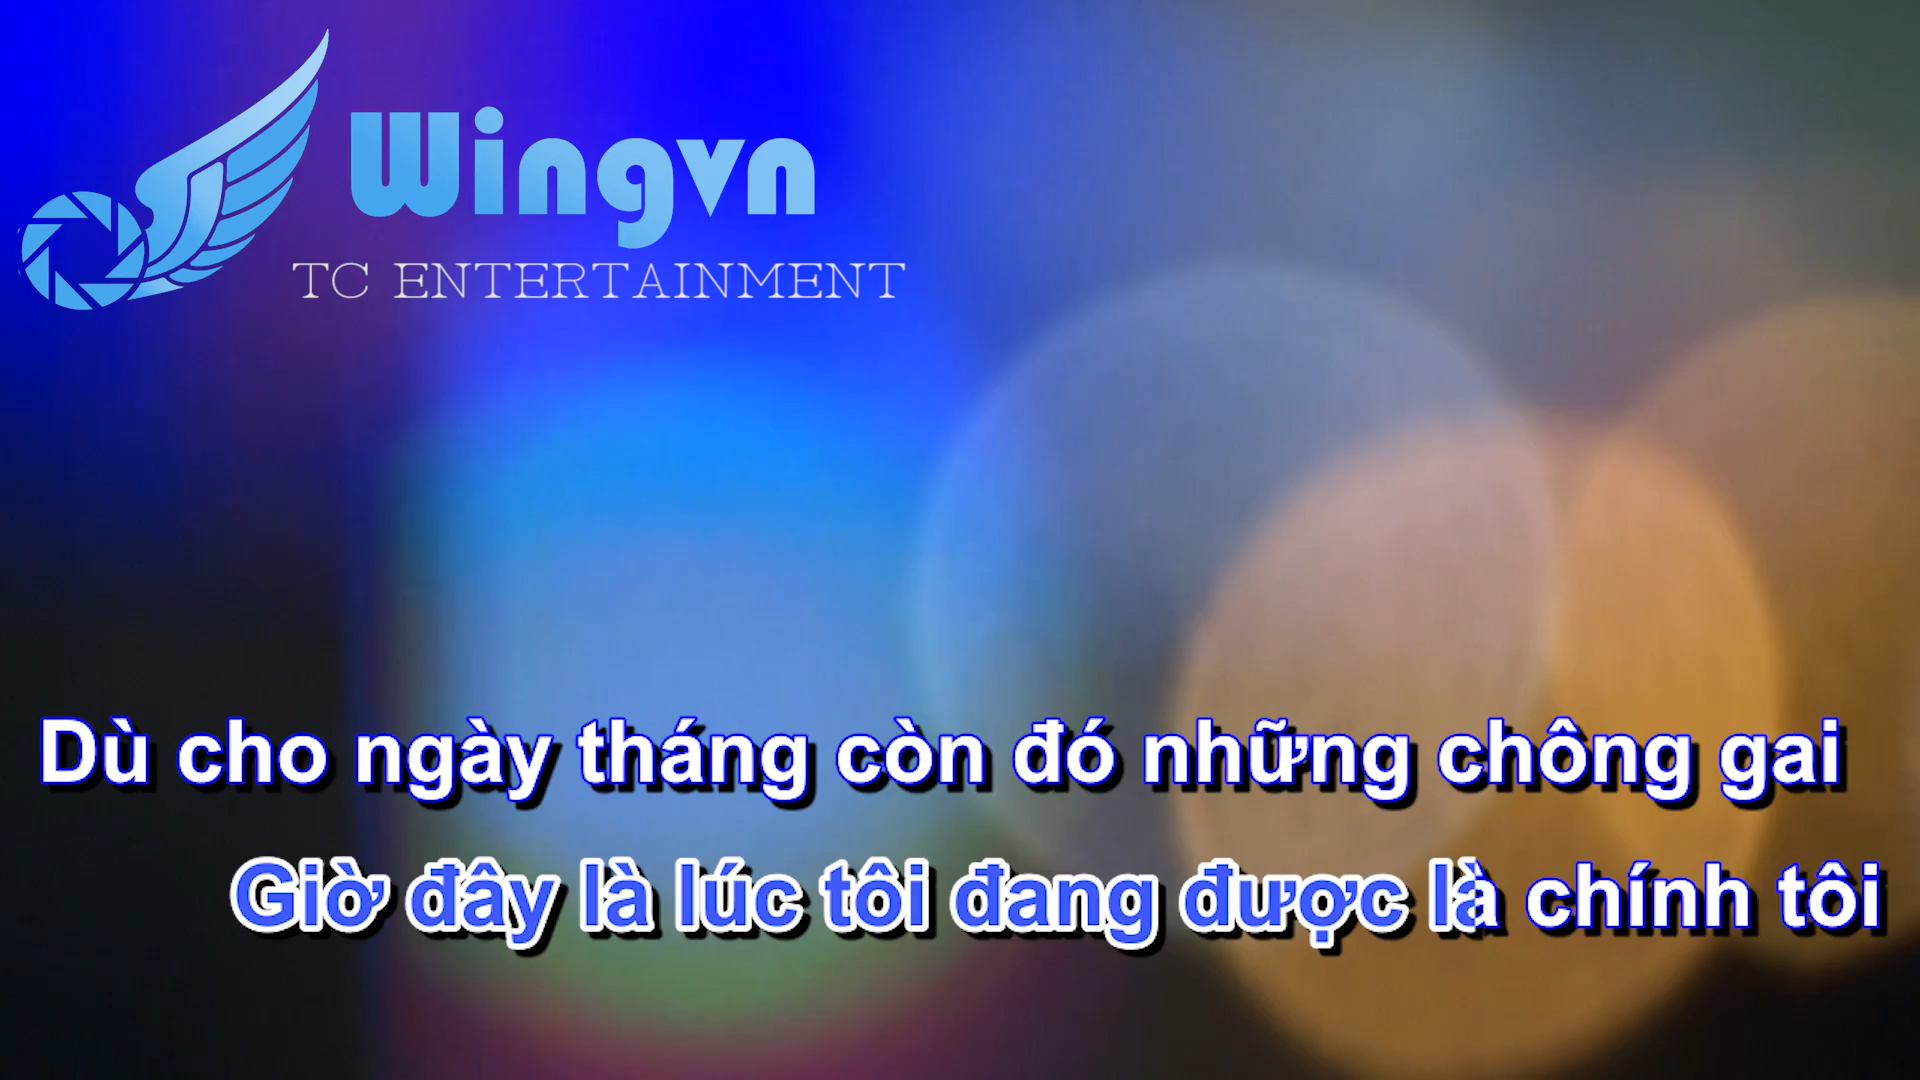 Wingvn
TC ENTERTAINMENT
Dù cho ngày tháng còn đó những chông gai
Giờ đây là lúc tôi đang được là chính tôi